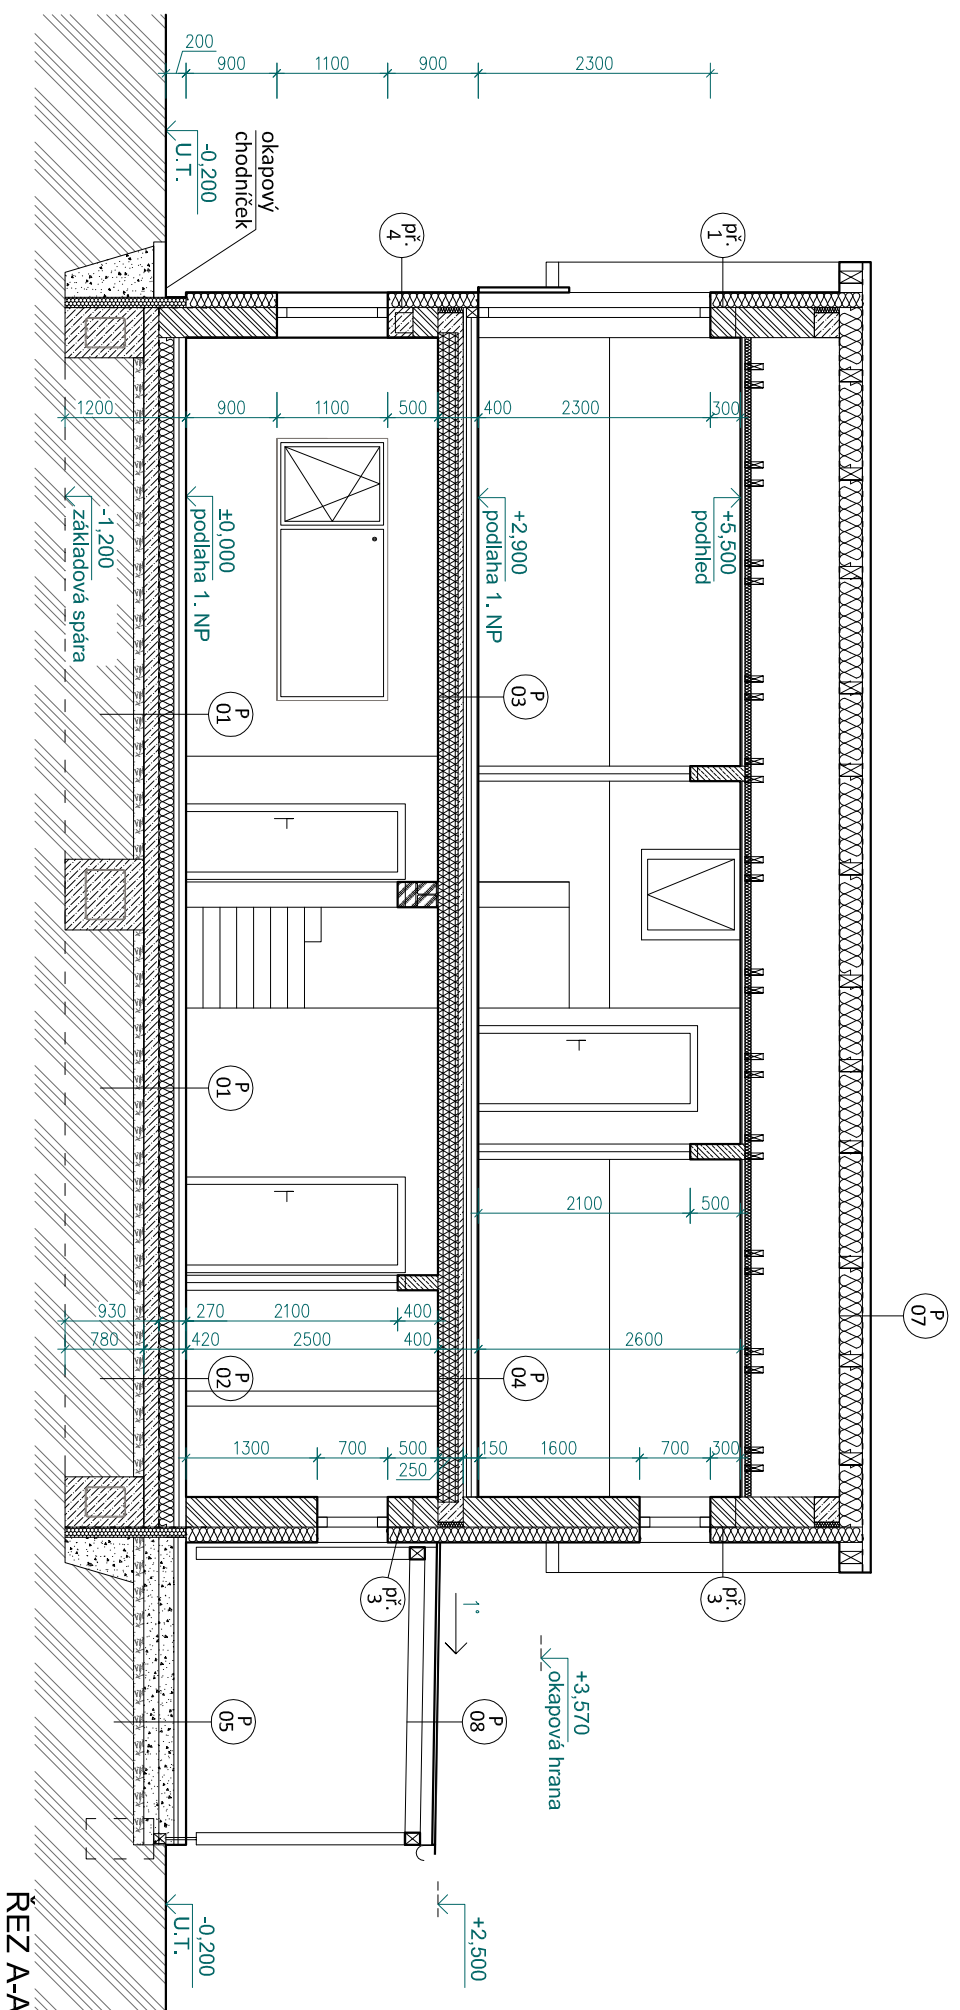 200
900
1100
900
2300
-0,200
U.T.
okapový
chodníček
př.
4
př.
1
1200
900
1100
500
400
2300
300
-1,200
základová spára
±0,000
podlaha 1. NP
+2,900
podlaha 1. NP
+5,500
podhled
P
01
P
03
P
01
2100
500
930
270
2100
400
780
420
2500
400
2600
P
07
P
02
P
04
1300
700
500
250
150
1600
700
300
př.
3
př.
3
1°
+3,570
okapová hrana
P
05
P
08
-0,200
U.T.
+2,500
ŘEZ A-A